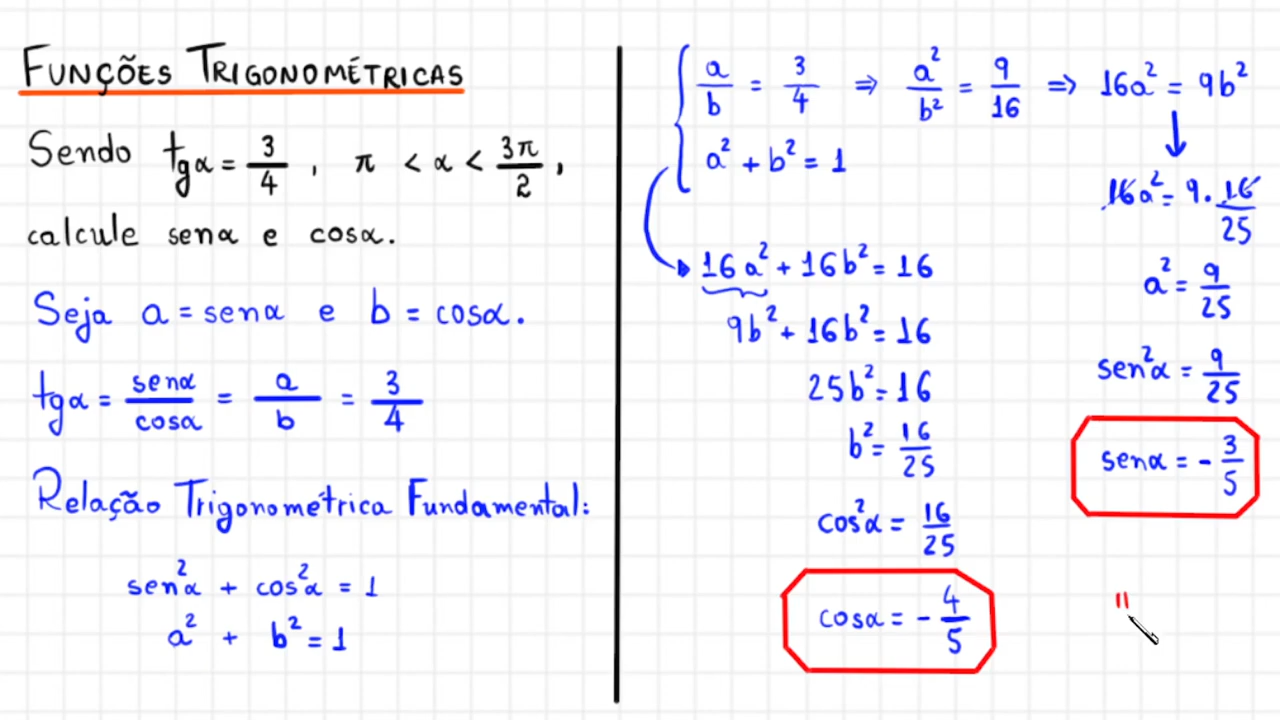 FUNÇÕES TRIGONOMÉTRICAS
Sendo tgα = 3/4, π < α < 3π/2,
calcule senα e cosα.
Seja a = senα e b = cosα.
tgα = senα/cosα = a/b = 3/4
Relação Trigonométrica Fundamental:
sen²α + cos²α = 1
a² + b² = 1
a/b = 3/4 ⇒ a²/b² = 9/16 ⇒ 16a² = 9b²
a² + b² = 1
16a² + 16b² = 16
9b² + 16b² = 16
25b² = 16
b² = 16/25
cos²α = 16/25
cosα = -4/5
16a² = 9·16/25
a² = 9/25
sen²α = 9/25
senα = -3/5
"